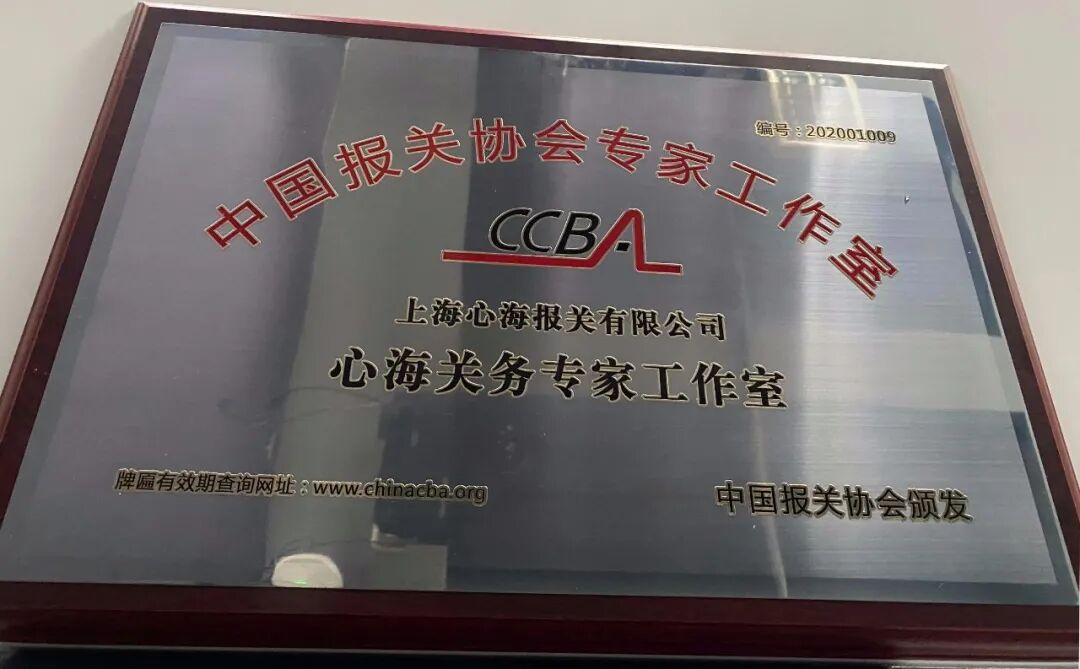 编号：202001009
中国报关协会专家工作室
CCBA
上海心海报关有限公司
心海关务专家工作室
牌匾有效期查询网址：www.chinacba.org
中国报关协会颁发